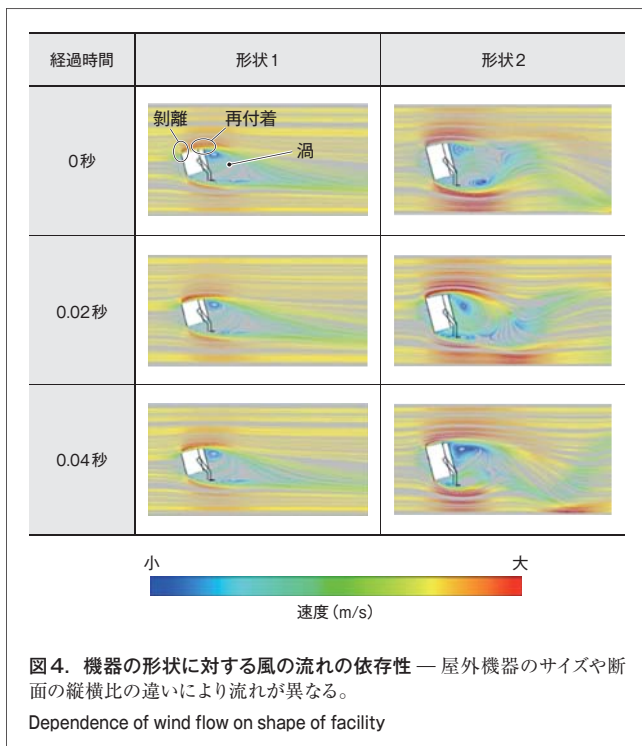 経過時間
形状1
形状2
0秒
剝離
再付着
渦
0.02秒
0.04秒
小
大
速度 (m/s)
図4. 機器の形状に対する風の流れの依存性 — 屋外機器のサイズや断
面の縦横比の違いにより流れが異なる。
Dependence of wind flow on shape of facility